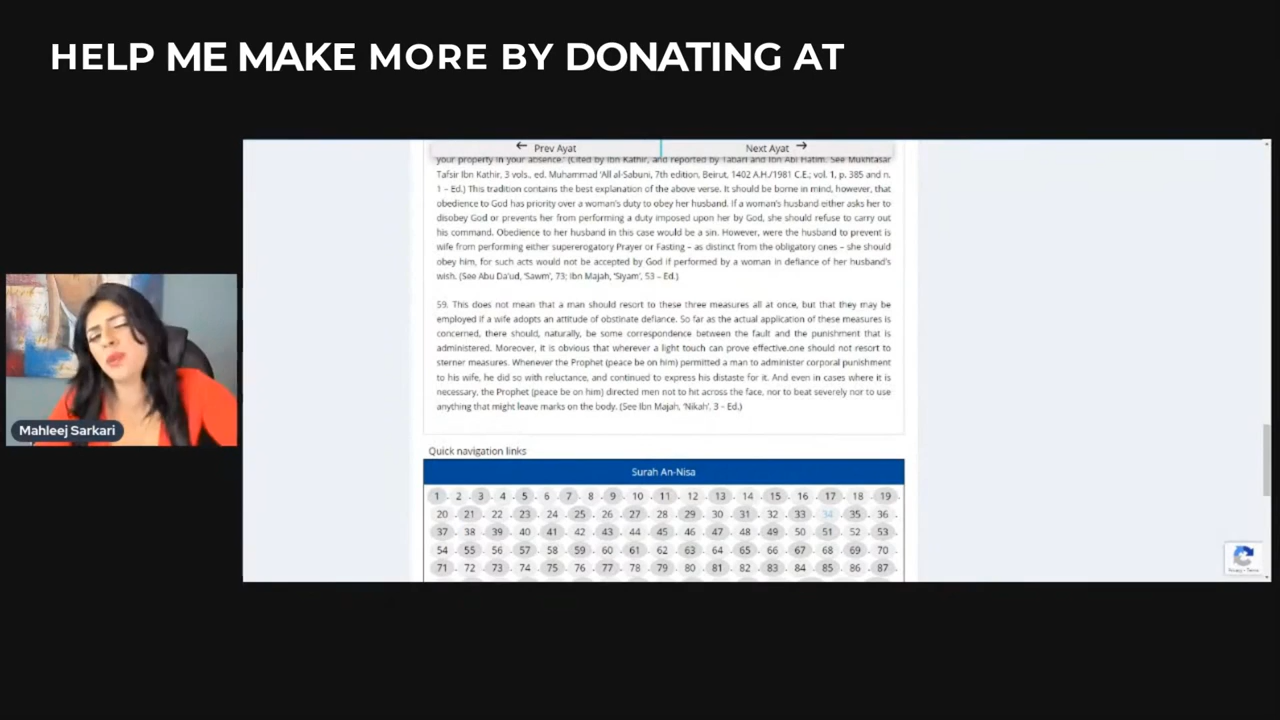 HELP ME MAKE MORE BY DONATING AT
← Prev Ayat
Next Ayat →
your property in your absence.' (Cited by Ibn Kathir, and reported by Tabari and Ibn Abi Hatim. See Mukhtasar
Tafsir Ibn Kathir, 3 vols., ed. Muhammad 'All al-Sabuni, 7th edition, Beirut, 1402 A.H./1981 C.E.; vol. 1, p. 385 and n.
1 – Ed.) This tradition contains the best explanation of the above verse. It should be borne in mind, however, that
obedience to God has priority over a woman's duty to obey her husband. If a woman's husband either asks her to
disobey God or prevents her from performing a duty imposed upon her by God, she should refuse to carry out
his command. Obedience to her husband in this case would be a sin. However, were the husband to prevent is
wife from performing either supererogatory Prayer or Fasting – as distinct from the obligatory ones – she should
obey him, for such acts would not be accepted by God if performed by a woman in defiance of her husband's
wish. (See Abu Da'ud, 'Sawm', 73; Ibn Majah, 'Siyam', 53 – Ed.)
59. This does not mean that a man should resort to these three measures all at once, but that they may be
employed if a wife adopts an attitude of obstinate defiance. So far as the actual application of these measures is
concerned, there should, naturally, be some correspondence between the fault and the punishment that is
administered. Moreover, it is obvious that wherever a light touch can prove effective.one should not resort to
sterner measures. Whenever the Prophet (peace be on him) permitted a man to administer corporal punishment
to his wife, he did so with reluctance, and continued to express his distaste for it. And even in cases where it is
necessary, the Prophet (peace be on him) directed men not to hit across the face, nor to beat severely nor to use
anything that might leave marks on the body. (See Ibn Majah, 'Nikah', 3 – Ed.)
Mahleej Sarkari
Quick navigation links
Surah An-Nisa
1 . 2 . 3 . 4 . 5 . 6 . 7 . 8 . 9 . 10 . 11 . 12 . 13 . 14 . 15 . 16 . 17 . 18 . 19 .
20 . 21 . 22 . 23 . 24 . 25 . 26 . 27 . 28 . 29 . 30 . 31 . 32 . 33 . 34 . 35 . 36 .
37 . 38 . 39 . 40 . 41 . 42 . 43 . 44 . 45 . 46 . 47 . 48 . 49 . 50 . 51 . 52 . 53 .
54 . 55 . 56 . 57 . 58 . 59 . 60 . 61 . 62 . 63 . 64 . 65 . 66 . 67 . 68 . 69 . 70 .
71 . 72 . 73 . 74 . 75 . 76 . 77 . 78 . 79 . 80 . 81 . 82 . 83 . 84 . 85 . 86 . 87 .
Privacy - Terms